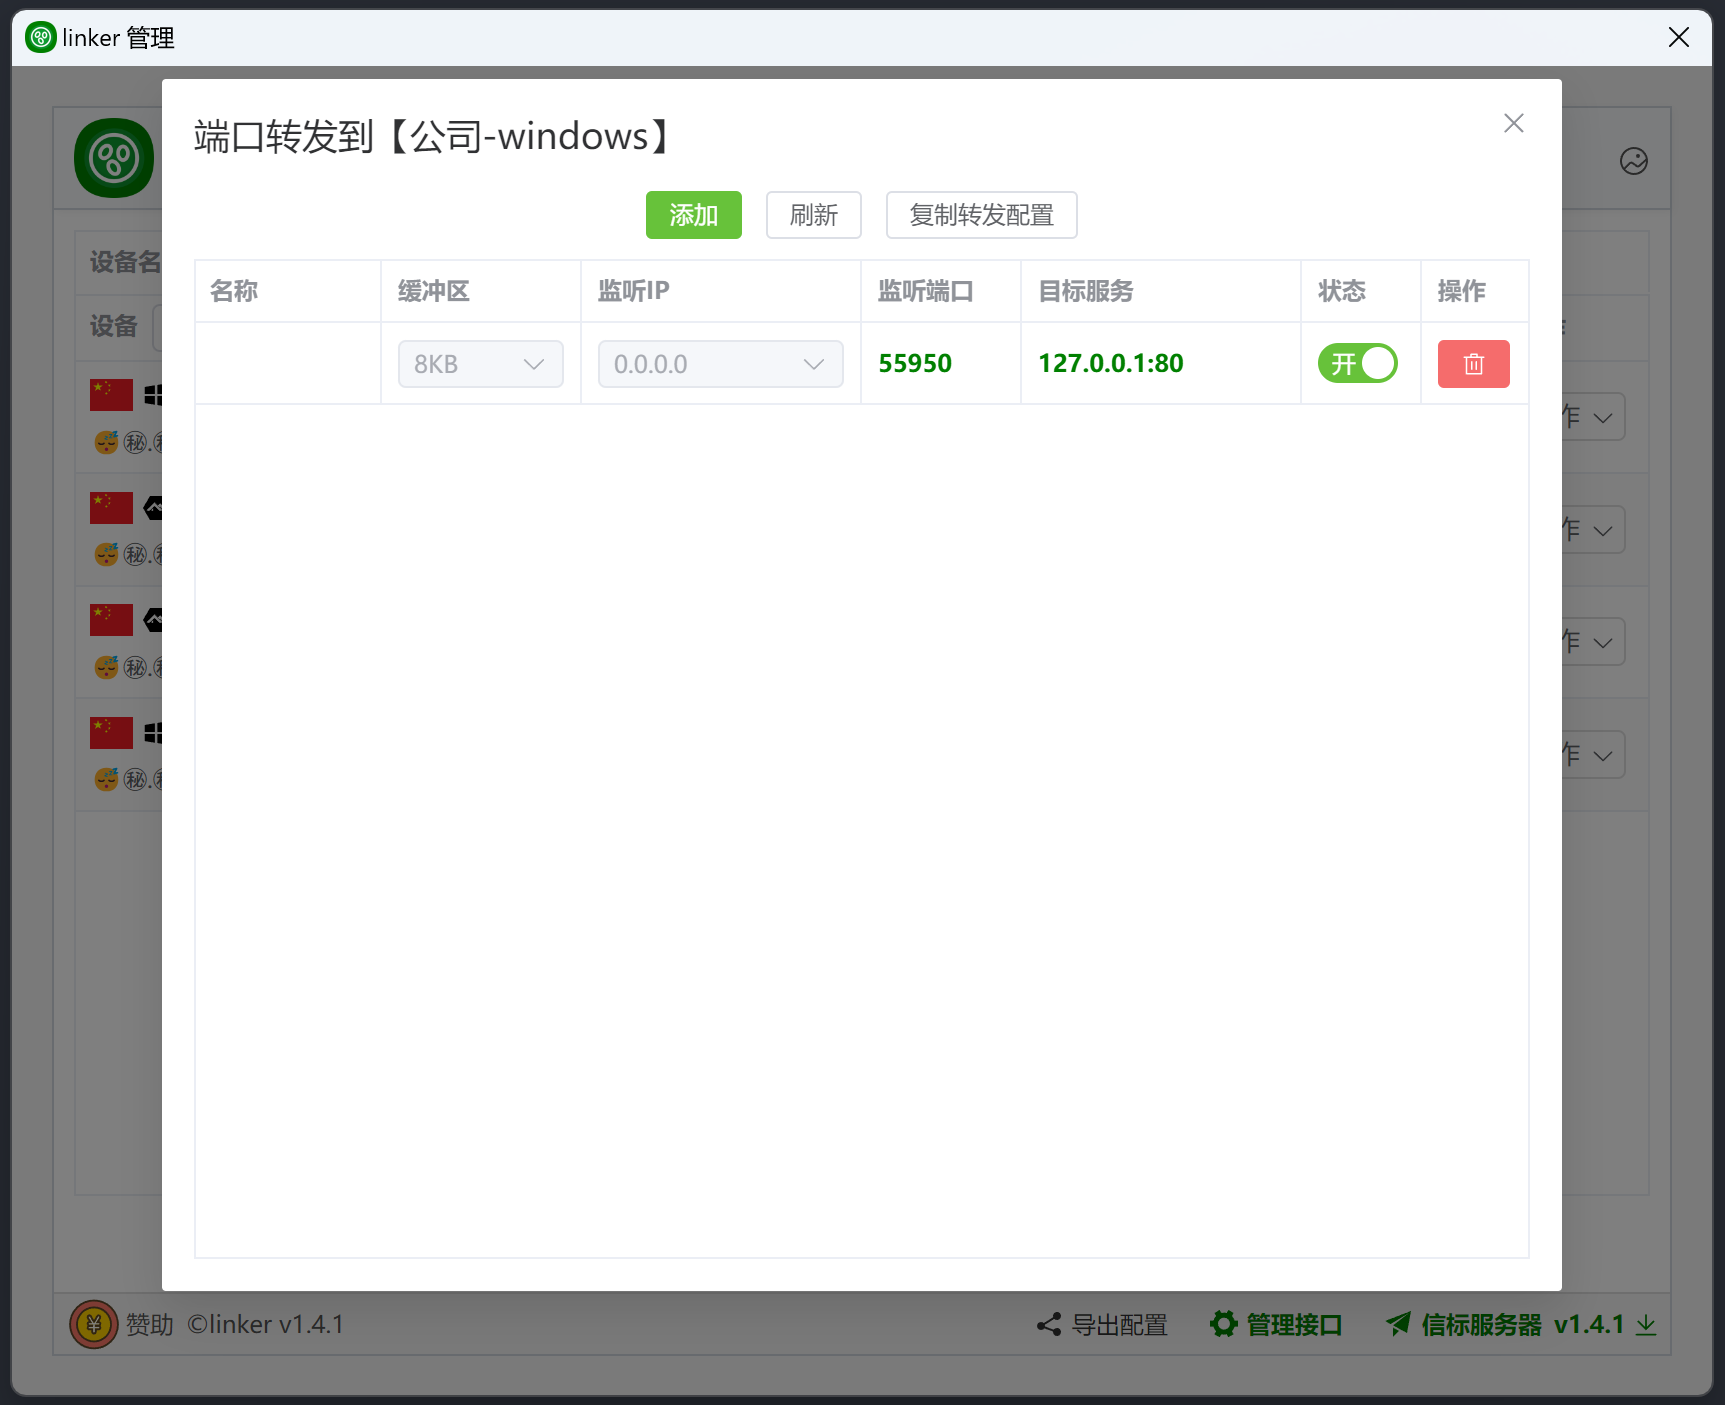 linker 管理
端口转发到【公司-windows】
添加 刷新 复制转发配置
名称 缓冲区 监听IP 监听端口 目标服务 状态 操作
8KB 0.0.0.0 55950 127.0.0.1:80 开
设备名
设备
㊙.
作
㊙.
作
㊙.
作
㊙.
作
赞助 ©linker v1.4.1 导出配置 管理接口 信标服务器 v1.4.1